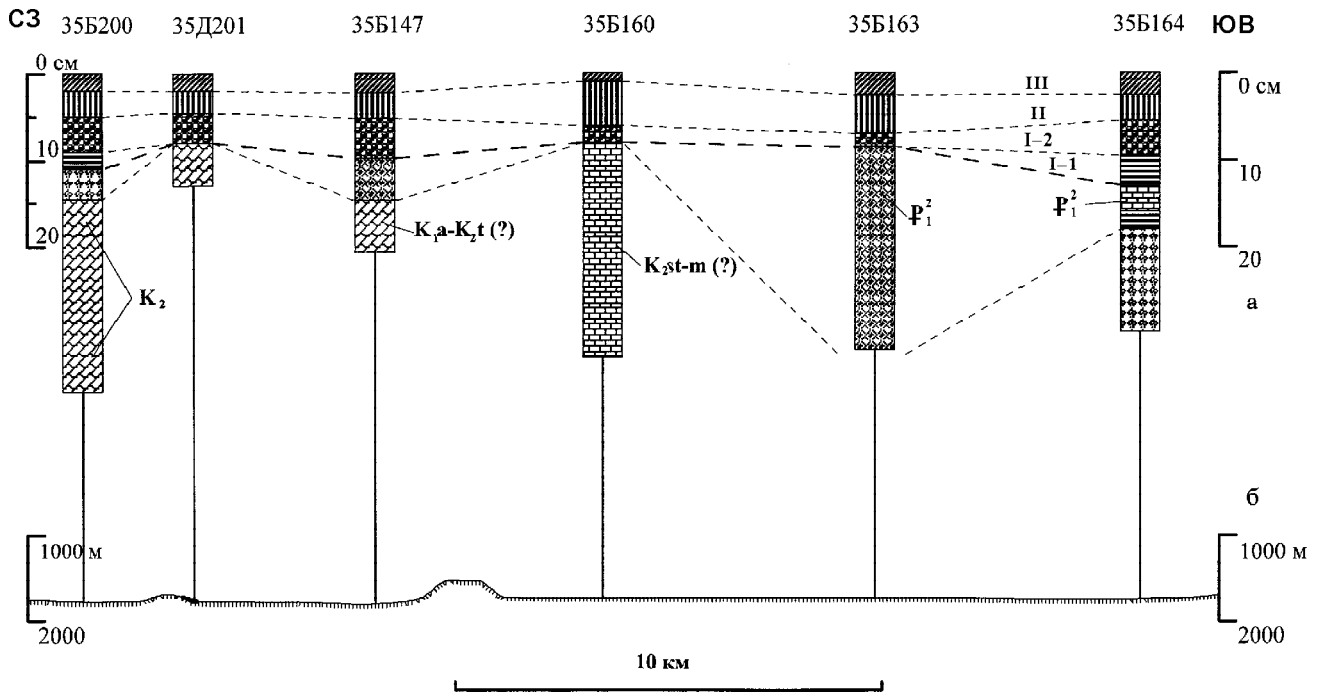 СЗ 35Б200 35Д201 35Б147 35Б160 35Б163 35Б164 ЮВ
0 см
0 см
III
II
I–2
I–1
10
10
₽₁²
₽₁²
K₁a-K₂t (?)
20
20
K₂st-m (?)
K₂
а
б
1000 м
1000 м
2000
2000
10 км